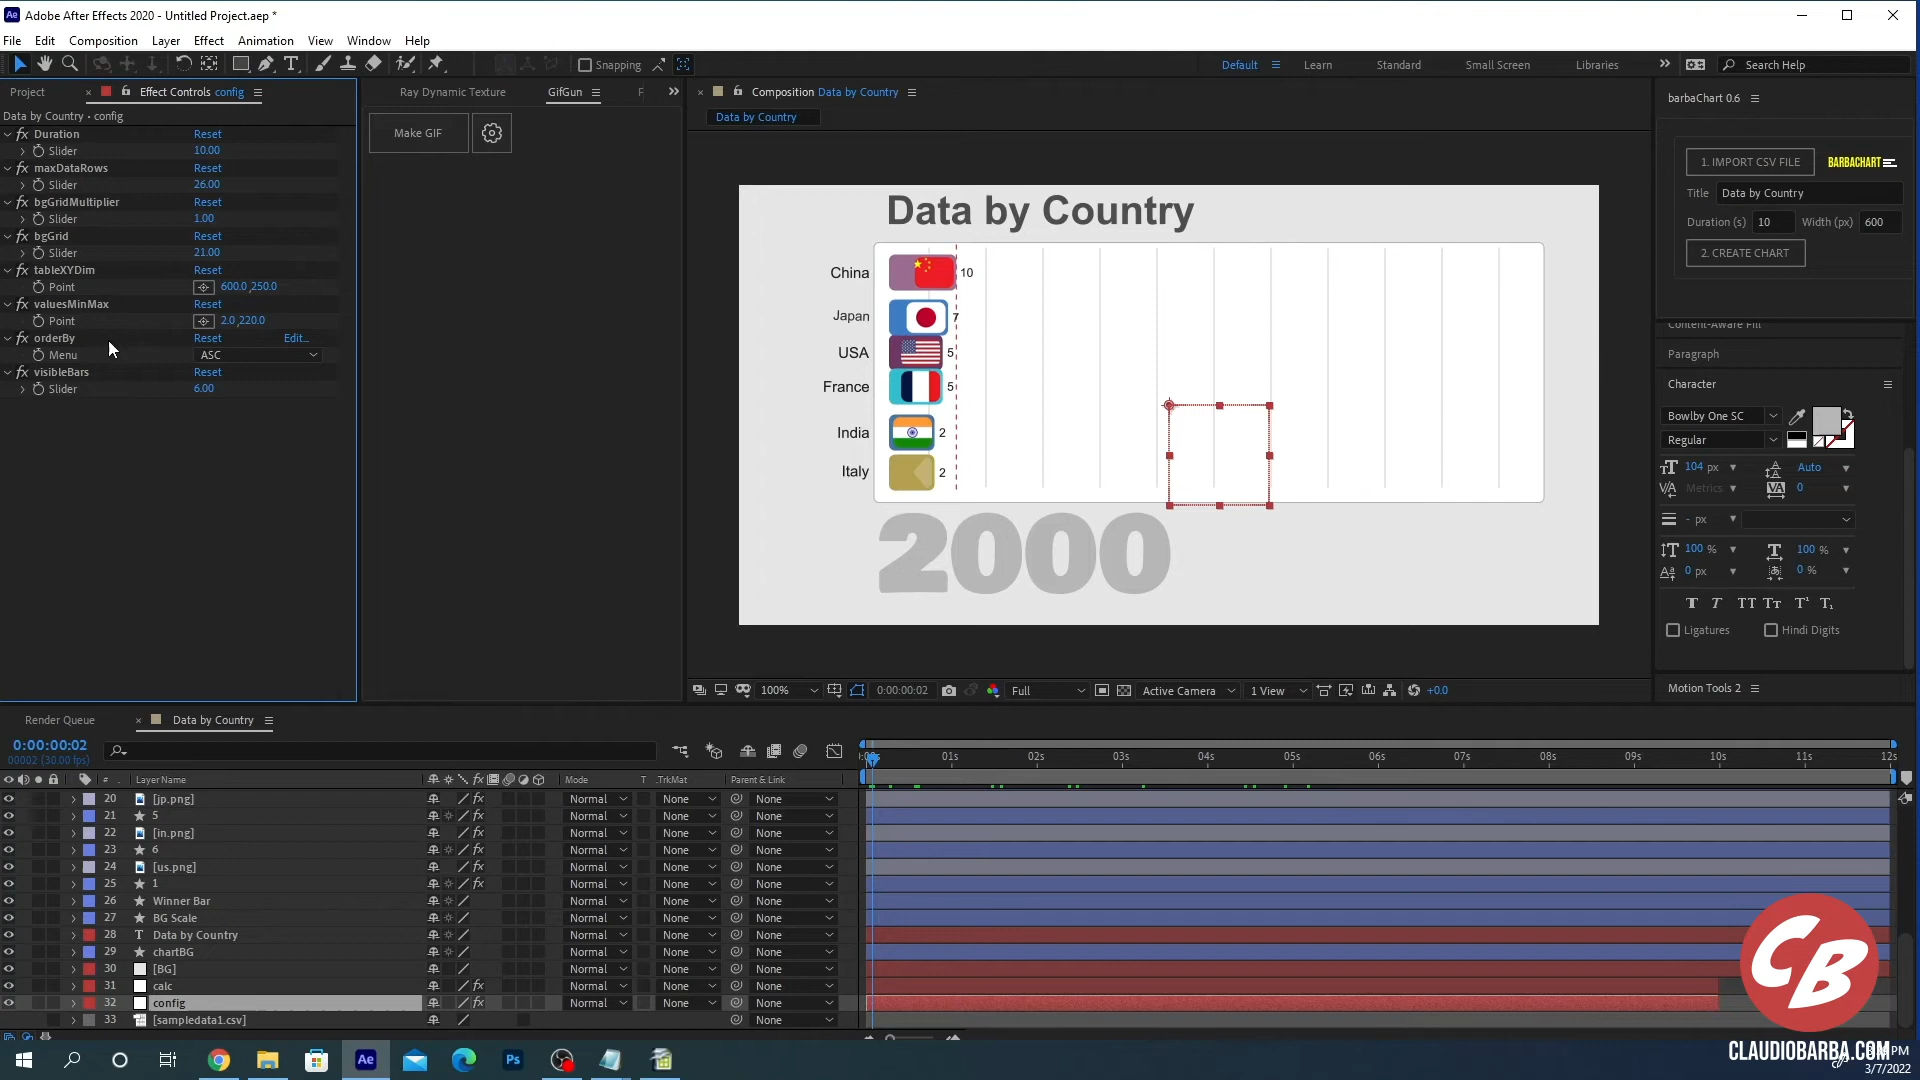 Adobe After Effects 2020 - Untitled Project.aep *
File Edit Composition Layer Effect Animation View Window Help
Snapping
Default Learn Standard Small Screen Libraries Search Help
Project Effect Controls config
Data by Country • config
Duration Reset
Slider 10.00
maxDataRows Reset
Slider 26.00
bgGridMultiplier Reset
Slider 1.00
bgGrid Reset
Slider 21.00
tableXYDim Reset
Point 600.0,250.0
valuesMinMax Reset
Point 2.0,220.0
orderBy Reset Edit...
Menu ASC
visibleBars Reset
Slider 6.00
Ray Dynamic Texture GifGun F
Make GIF
Composition Data by Country
Data by Country
Data by Country
China 10
Japan 7
USA 5
France 5
India 2
Italy 2
2000
100% 0:00:00:02 Full Active Camera 1 View +0.0
barbaChart 0.6
1. IMPORT CSV FILE BARBACHART
Title Data by Country
Duration (s) 10 Width (px) 600
2. CREATE CHART
Content-Aware Fill
Paragraph
Character
Bowlby One SC
Regular
104 px Auto
Metrics 0
- px
100 % 100 %
0 px 0 %
Ligatures Hindi Digits
Motion Tools 2
Render Queue Data by Country
0:00:00:02
00002 (30.00 fps)
01s 02s 03s 04s 05s 06s 07s 08s 09s 10s 11s 12s
# Layer Name Mode T .TrkMat Parent & Link
20 [jp.png] Normal None None
21 5 Normal None None
22 [in.png] Normal None None
23 6 Normal None None
24 [us.png] Normal None None
25 1 Normal None None
26 Winner Bar Normal None None
27 BG Scale Normal None None
28 Data by Country Normal None None
29 chartBG Normal None None
30 [BG] Normal None None
31 calc Normal None None
32 config Normal None None
33 [sampledata1.csv] None
CB
CLAUDIOBARBA.COM
PM
3/7/2022